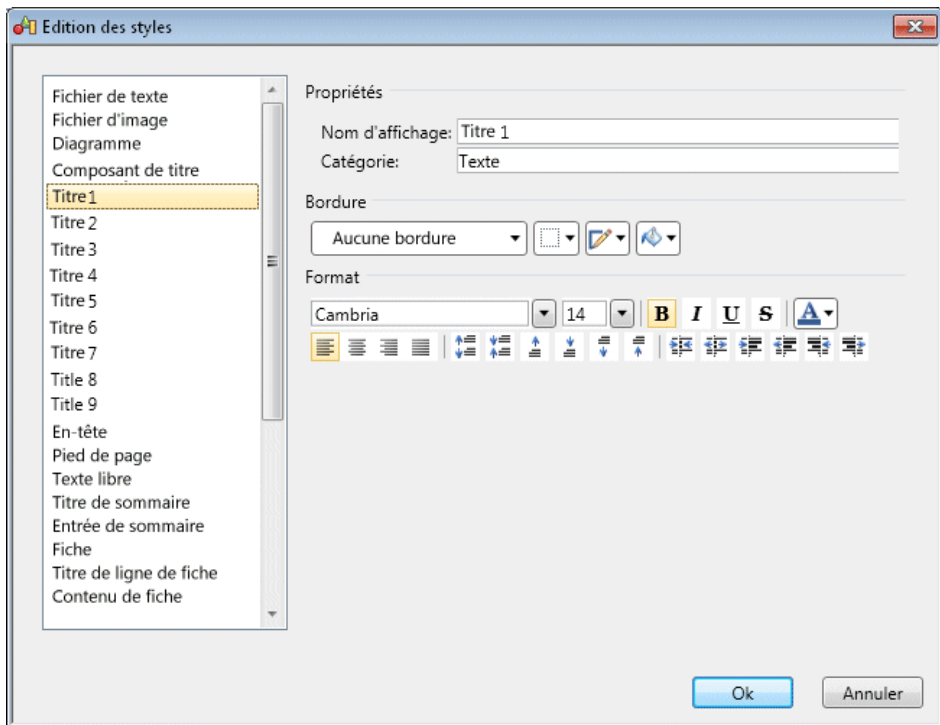 Edition des styles
Fichier de texte
Fichier d'image
Diagramme
Composant de titre
Titre 1
Titre 2
Titre 3
Titre 4
Titre 5
Titre 6
Titre 7
Title 8
Title 9
En-tête
Pied de page
Texte libre
Titre de sommaire
Entrée de sommaire
Fiche
Titre de ligne de fiche
Contenu de fiche
Propriétés
Nom d'affichage: Titre 1
Catégorie: Texte
Bordure
Aucune bordure
Format
Cambria 14 B I U S A
Ok Annuler